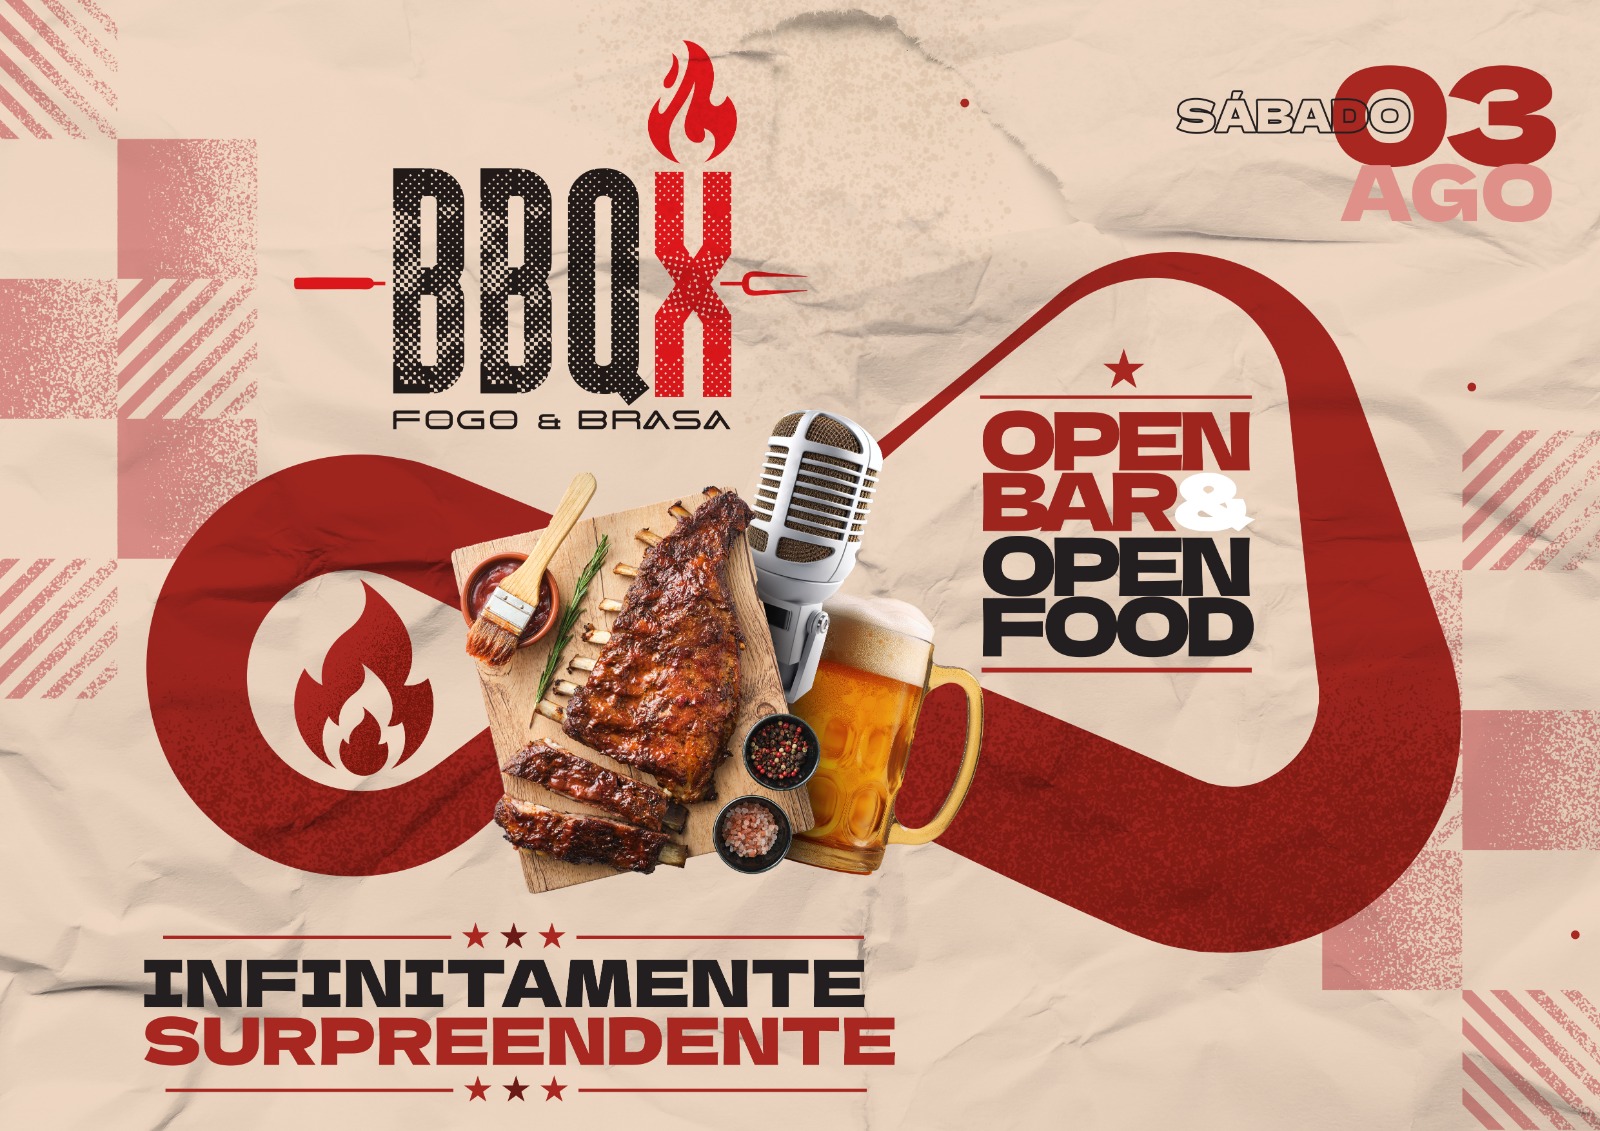 BBQX
FOGO & BRASA
SÁBADO 03
AGO
OPEN
BAR&
OPEN
FOOD
INFINITAMENTE
SURPREENDENTE